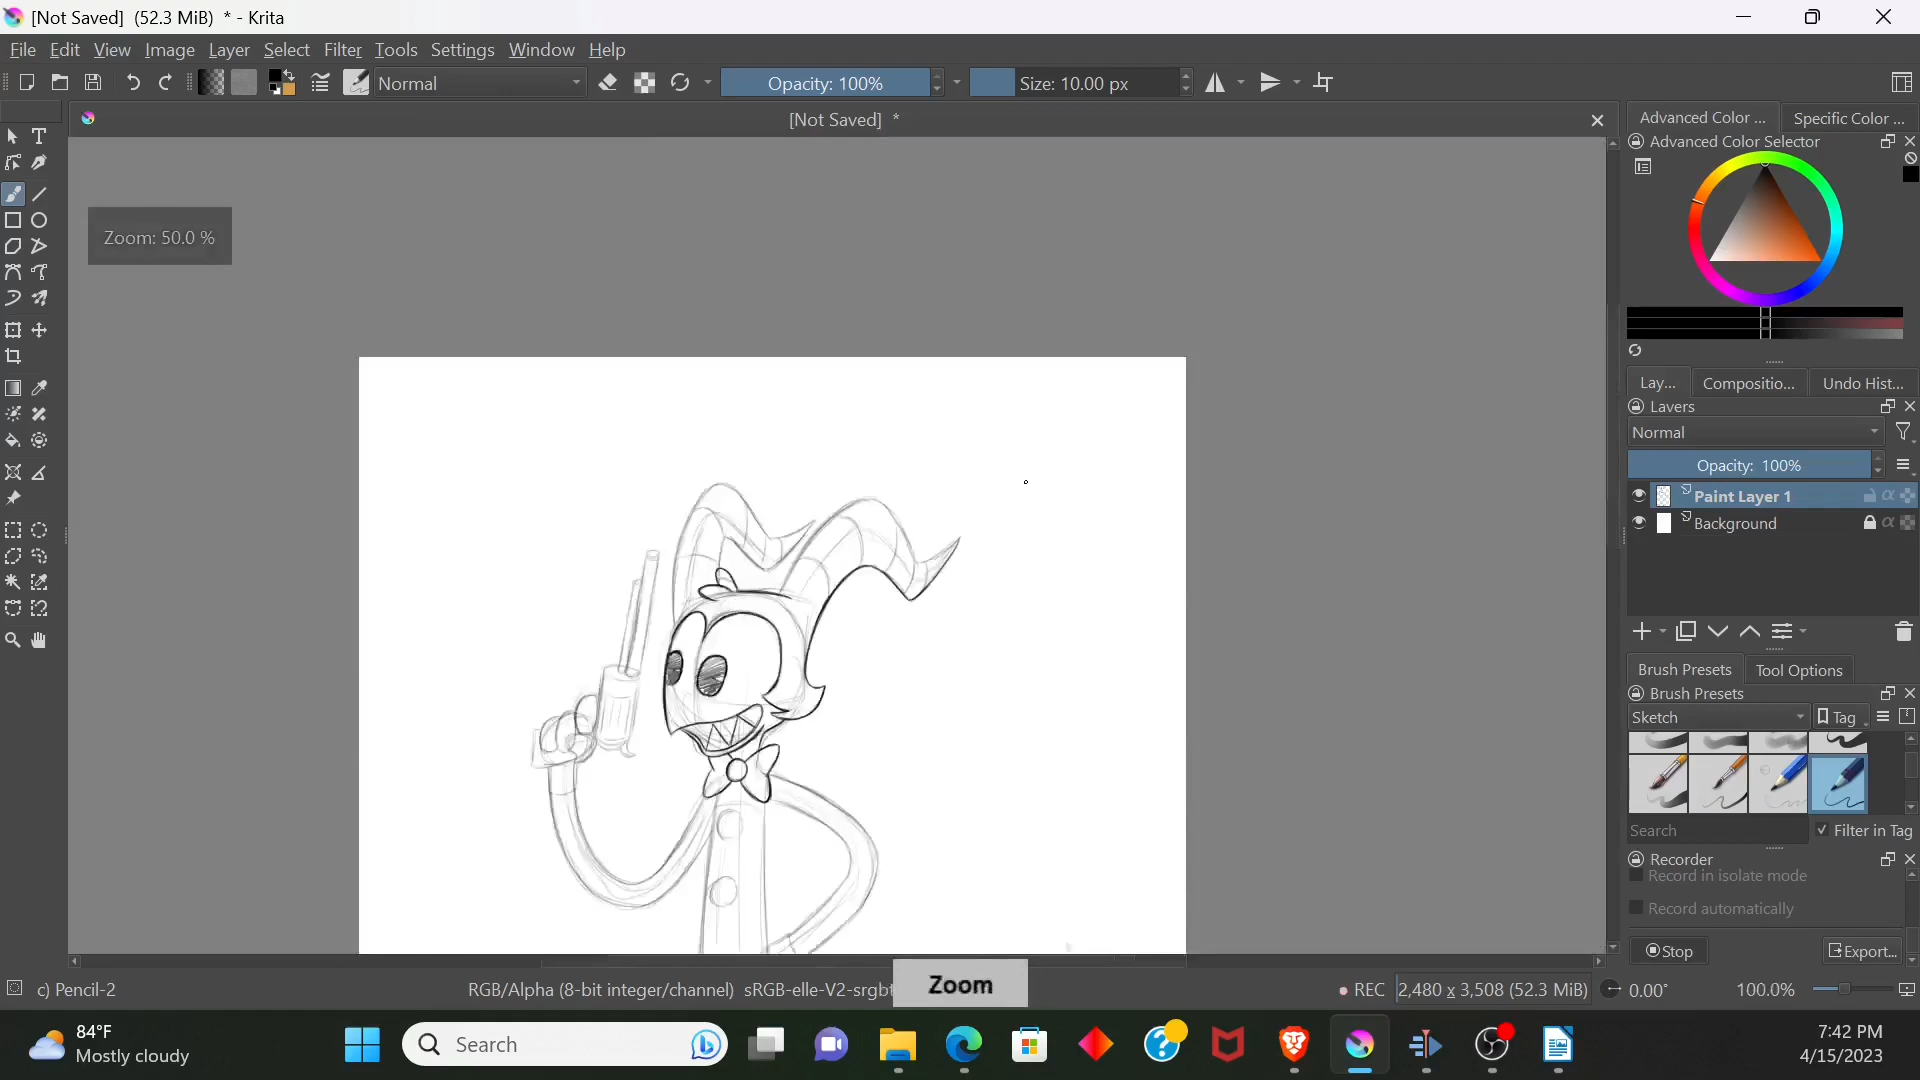 [Not Saved]  (52.3 MiB)  * - Krita
File Edit View Image Layer Select Filter Tools Settings Window Help
Normal Opacity: 100% Size: 10.00 px
[Not Saved]  *
Advanced Color ... Specific Color ...
Advanced Color Selector
Zoom: 50.0 %
Lay... Compositio... Undo Hist...
Layers
Normal
Opacity: 100%
Paint Layer 1
Background
Brush Presets Tool Options
Brush Presets
Sketch Tag
Search Filter in Tag
Recorder
Record in isolate mode
Record automatically
Stop Export...
Zoom
c) Pencil-2 RGB/Alpha (8-bit integer/channel) sRGB-elle-V2-srgbt REC 2,480 x 3,508 (52.3 MiB) 0.00° 100.0%
84°F
Mostly cloudy
Search
7:42 PM
4/15/2023